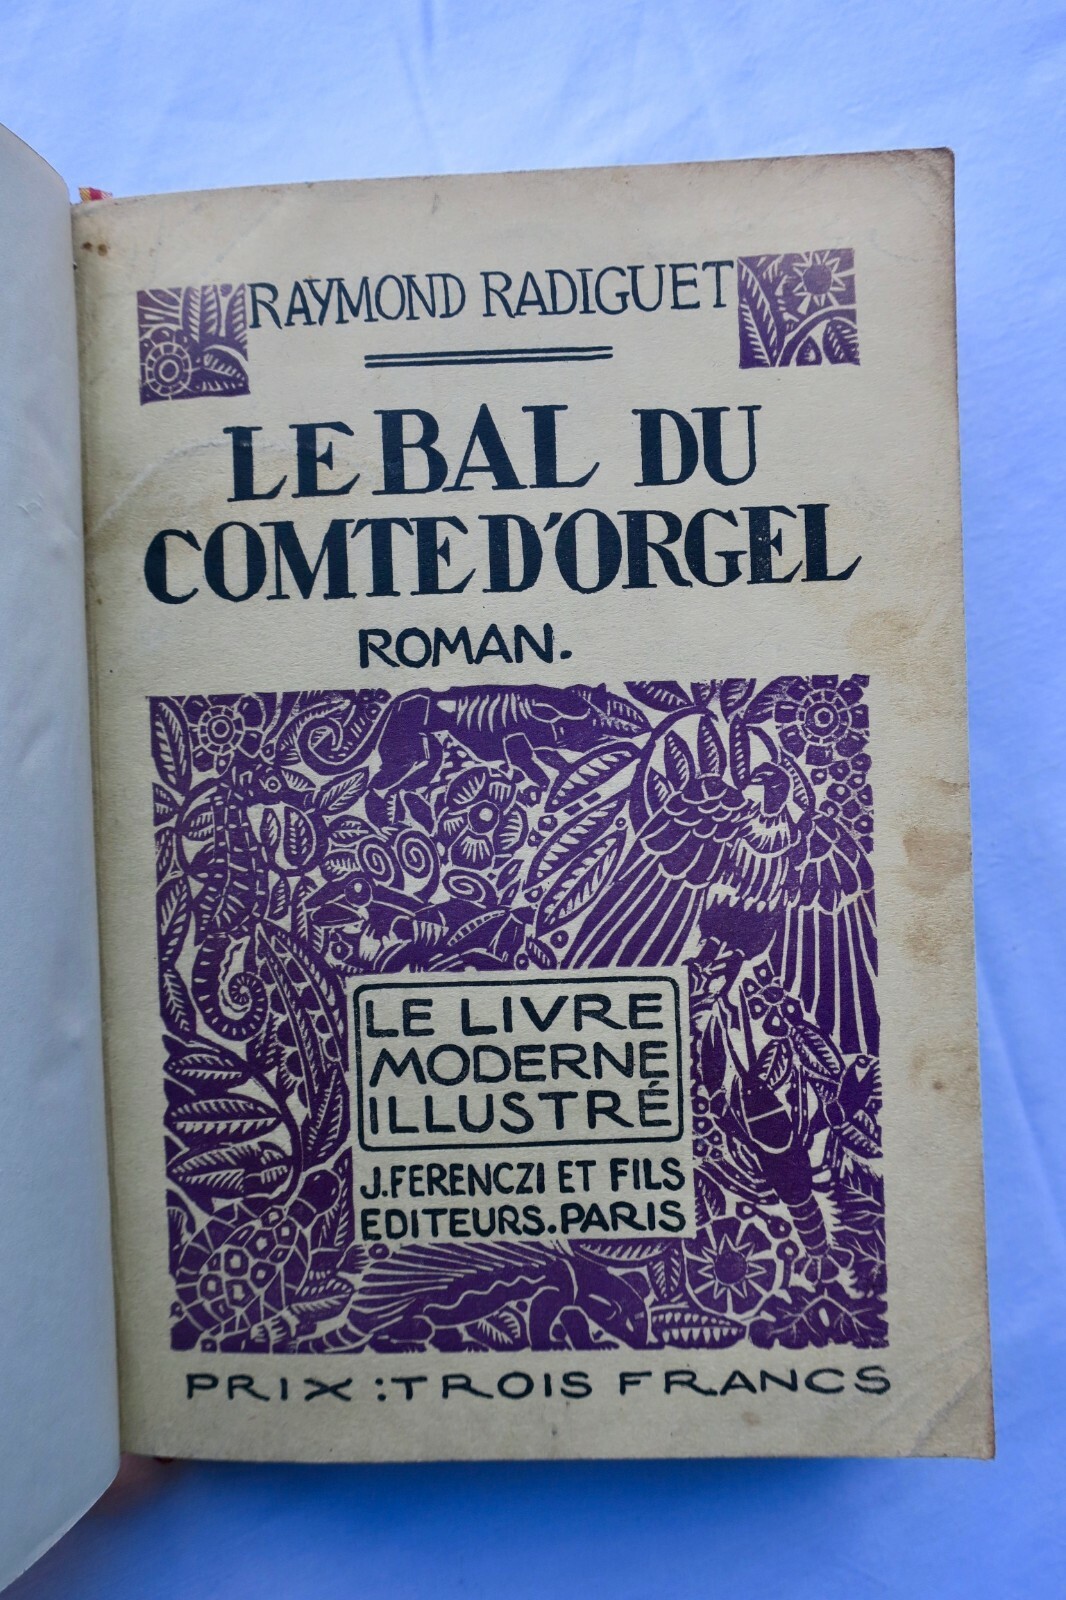 RAYMOND RADIGUET
LE BAL DU
COMTE D'ORGEL
ROMAN.
LE LIVRE
MODERNE
ILLUSTRÉ
J. FERENCZI ET FILS
EDITEURS. PARIS
PRIX : TROIS FRANCS